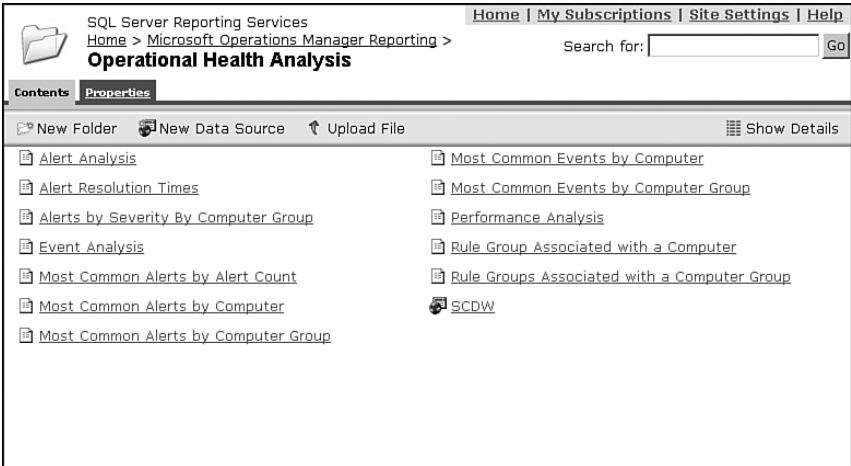 SQL Server Reporting Services
Home | My Subscriptions | Site Settings | Help
Home > Microsoft Operations Manager Reporting >
Operational Health Analysis
Search for:
Go
Contents
Properties
New Folder
New Data Source
Upload File
Show Details
Alert Analysis
Alert Resolution Times
Alerts by Severity By Computer Group
Event Analysis
Most Common Alerts by Alert Count
Most Common Alerts by Computer
Most Common Alerts by Computer Group
Most Common Events by Computer
Most Common Events by Computer Group
Performance Analysis
Rule Group Associated with a Computer
Rule Groups Associated with a Computer Group
SCDW